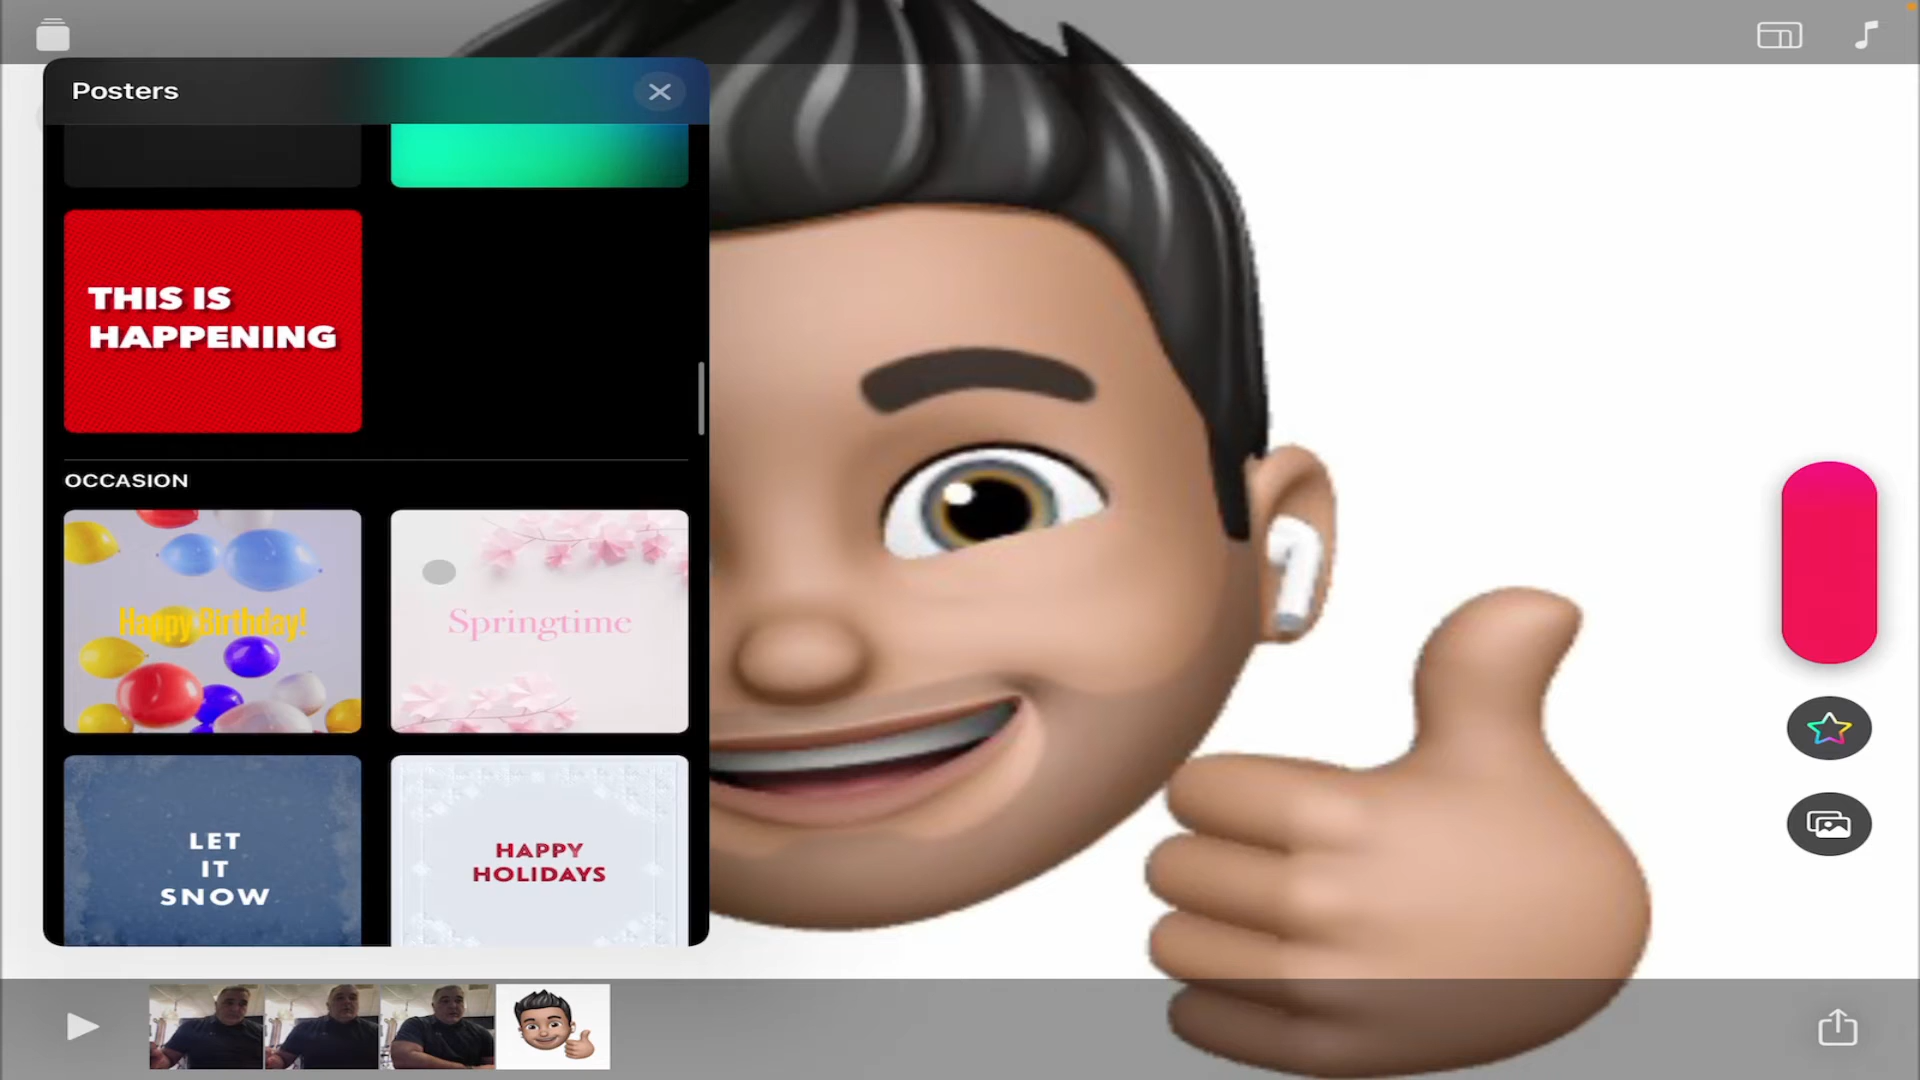 Posters
THIS IS
HAPPENING
OCCASION
Happy Birthday!
Springtime
LET
IT
SNOW
HAPPY
HOLIDAYS